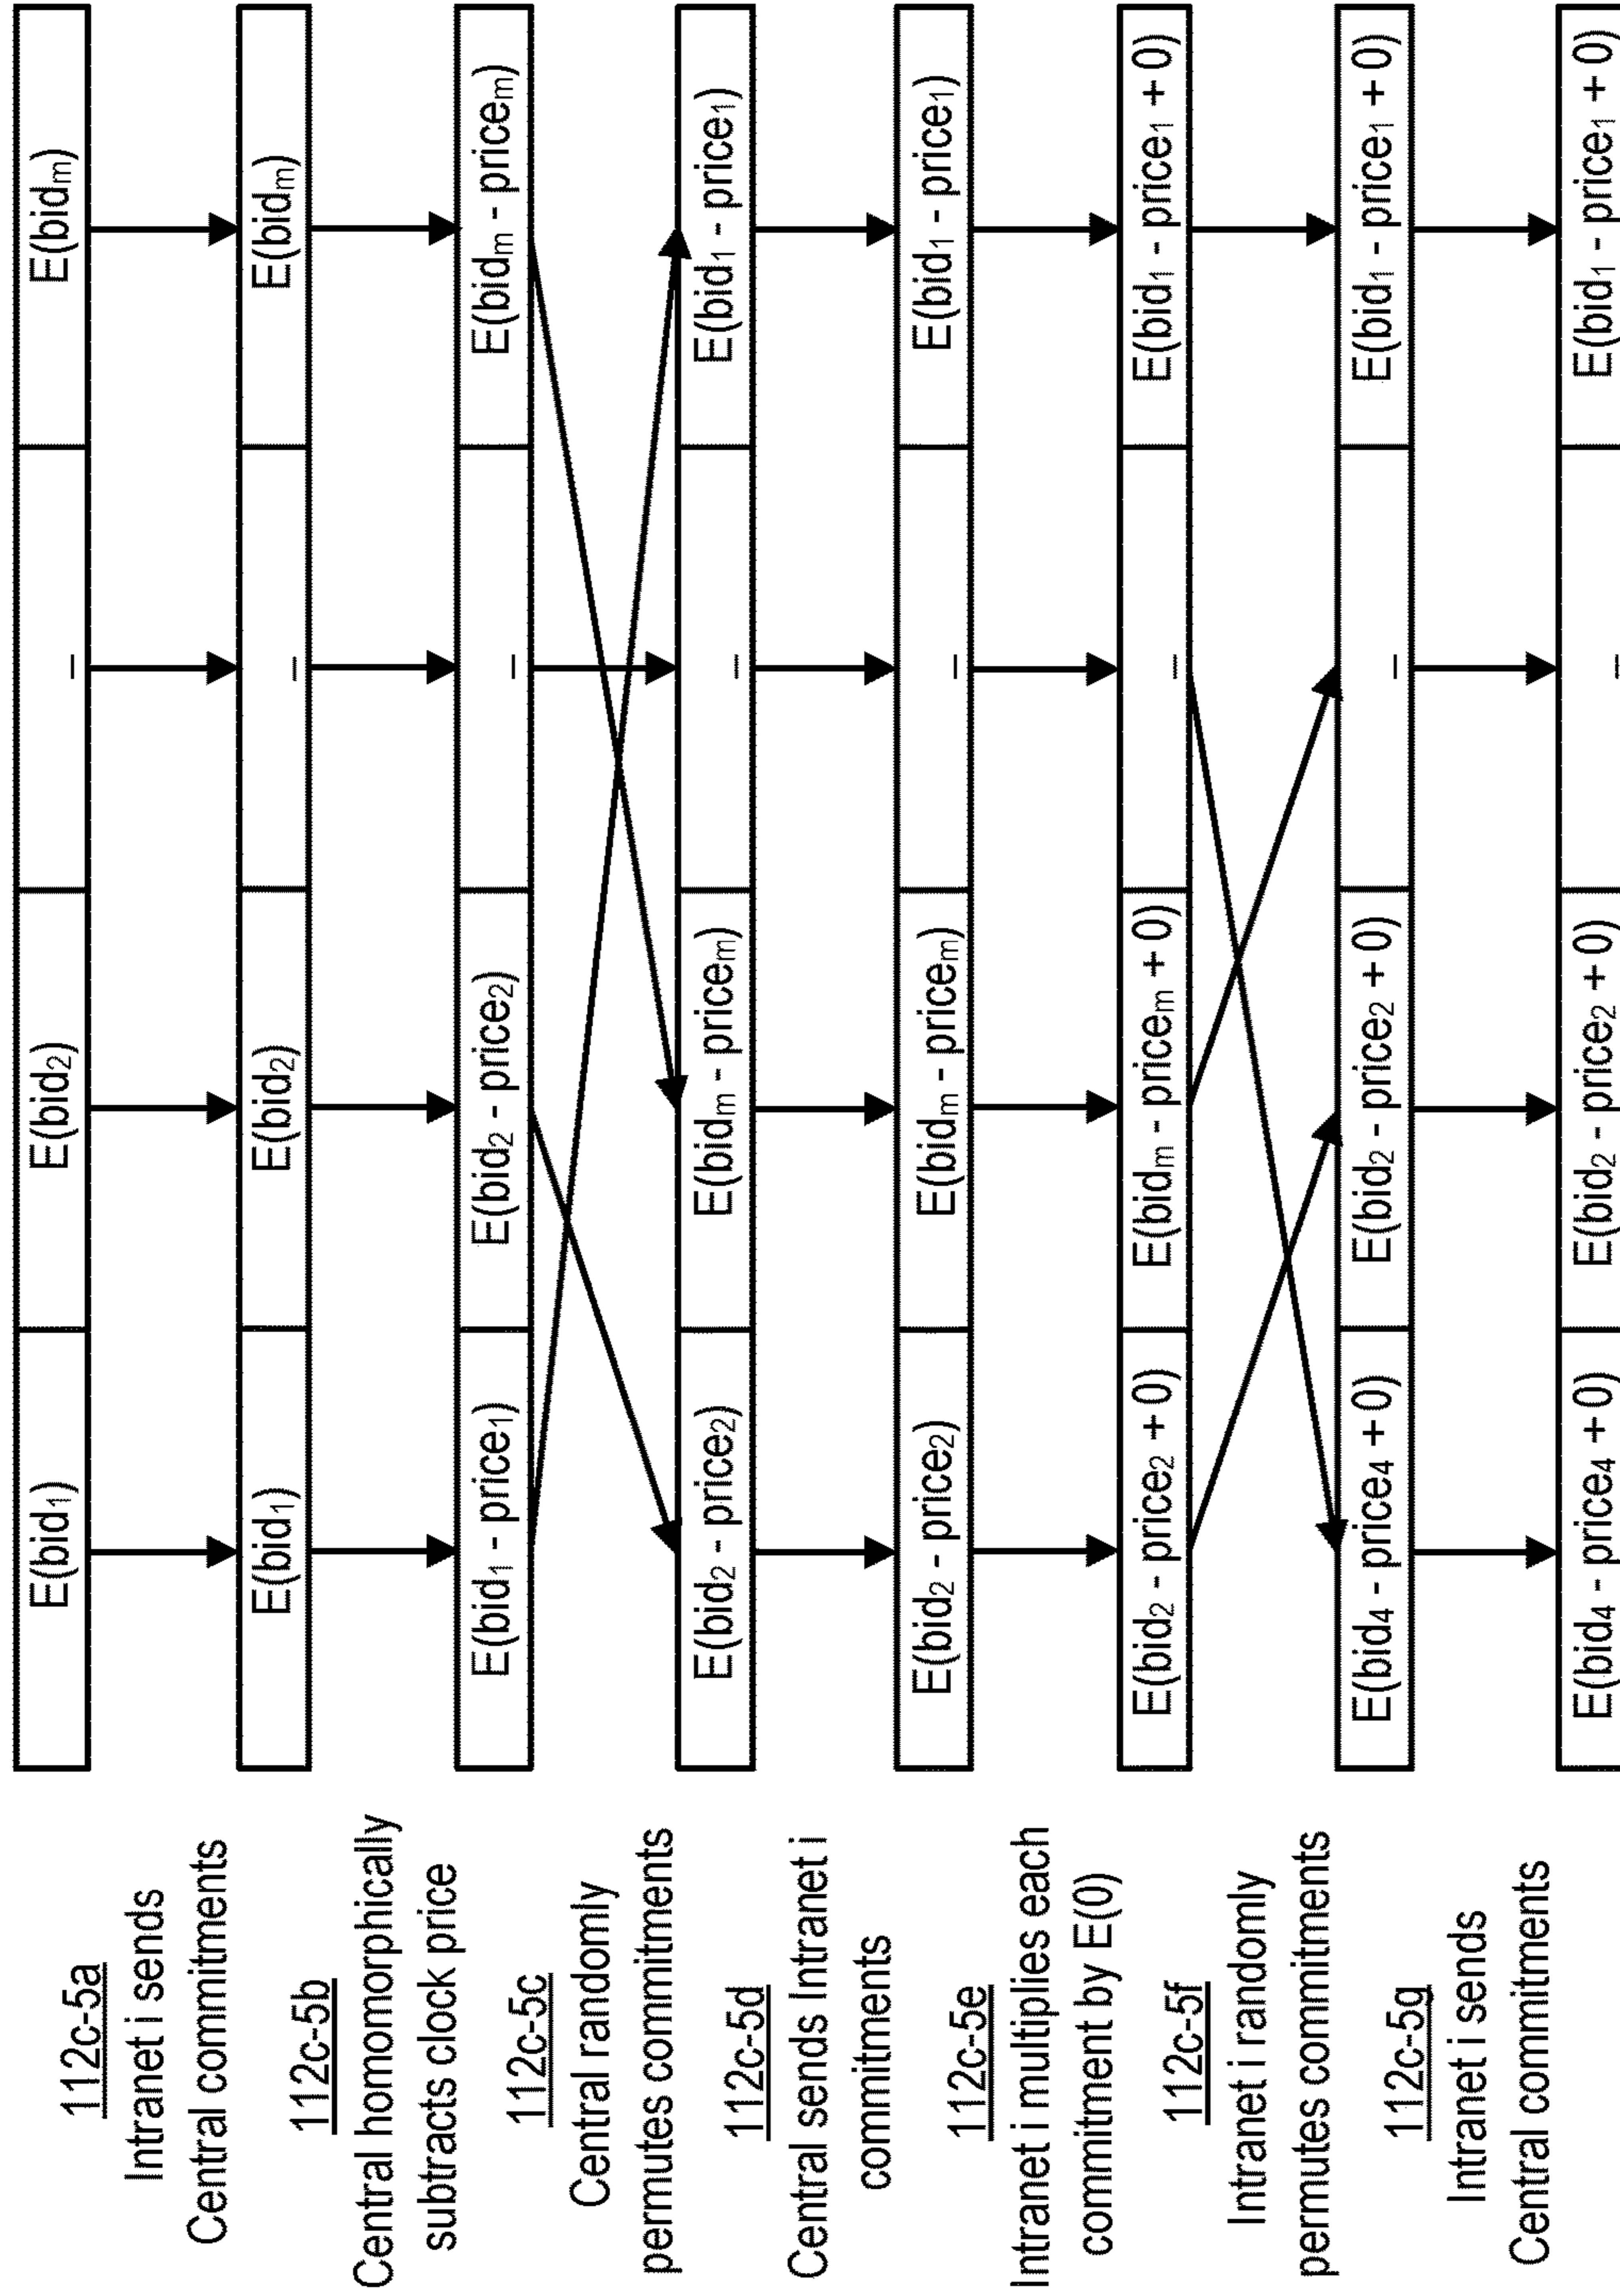 E(bid₁) E(bid₂) – E(bidₘ)
112c-5a
Intranet i sends
Central commitments
E(bid₁) E(bid₂) – E(bidₘ)
112c-5b
Central homomorphically
subtracts clock price
E(bid₁ - price₁) E(bid₂ - price₂) – E(bidₘ - priceₘ)
112c-5c
Central randomly
permutes commitments
E(bid₂ - price₂) E(bidₘ - priceₘ) – E(bid₁ - price₁)
112c-5d
Central sends Intranet i
commitments
E(bid₂ - price₂) E(bidₘ - priceₘ) – E(bid₁ - price₁)
112c-5e
Intranet i multiplies each
commitment by E(0)
E(bid₂ - price₂ + 0) E(bidₘ - priceₘ + 0) – E(bid₁ - price₁ + 0)
112c-5f
Intranet i randomly
permutes commitments
E(bid₄ - price₄ + 0) E(bid₂ - price₂ + 0) – E(bid₁ - price₁ + 0)
112c-5g
Intranet i sends
Central commitments
E(bid₄ - price₄ + 0) E(bid₂ - price₂ + 0) – E(bid₁ - price₁ + 0)